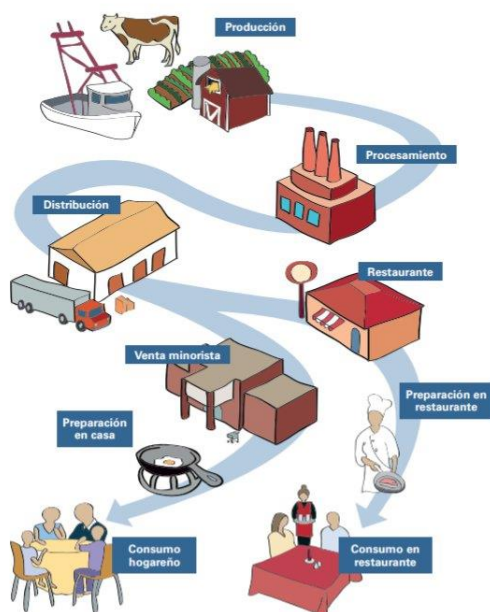 Producción
Procesamiento
Distribución
Restaurante
Venta minorista
Preparación
en casa
Preparación en
restaurante
Consumo
hogareño
Consumo en
restaurante